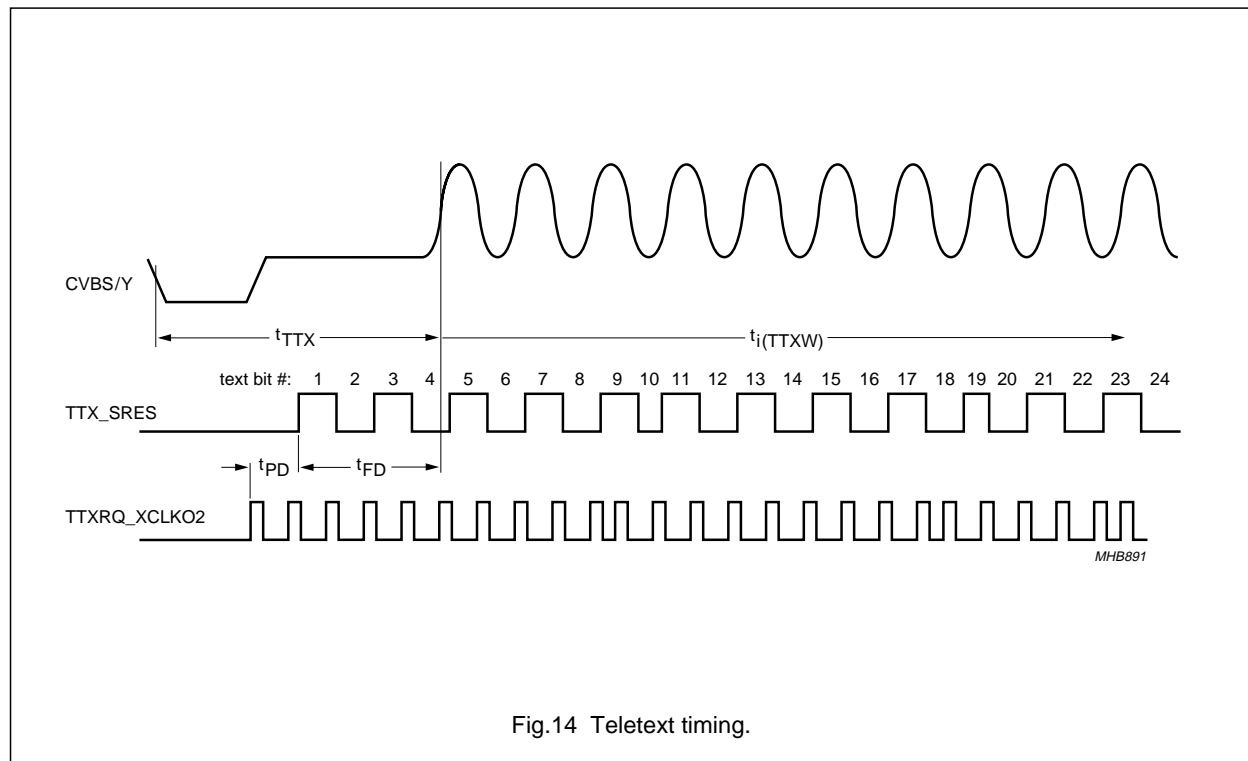 CVBS/Y
tTTX
ti(TTXW)
text bit #: 1 2 3 4 5 6 7 8 9 10 11 12 13 14 15 16 17 18 19 20 21 22 23 24
TTX_SRES
tPD
tFD
TTXRQ_XCLKO2
MHB891
Fig.14 Teletext timing.